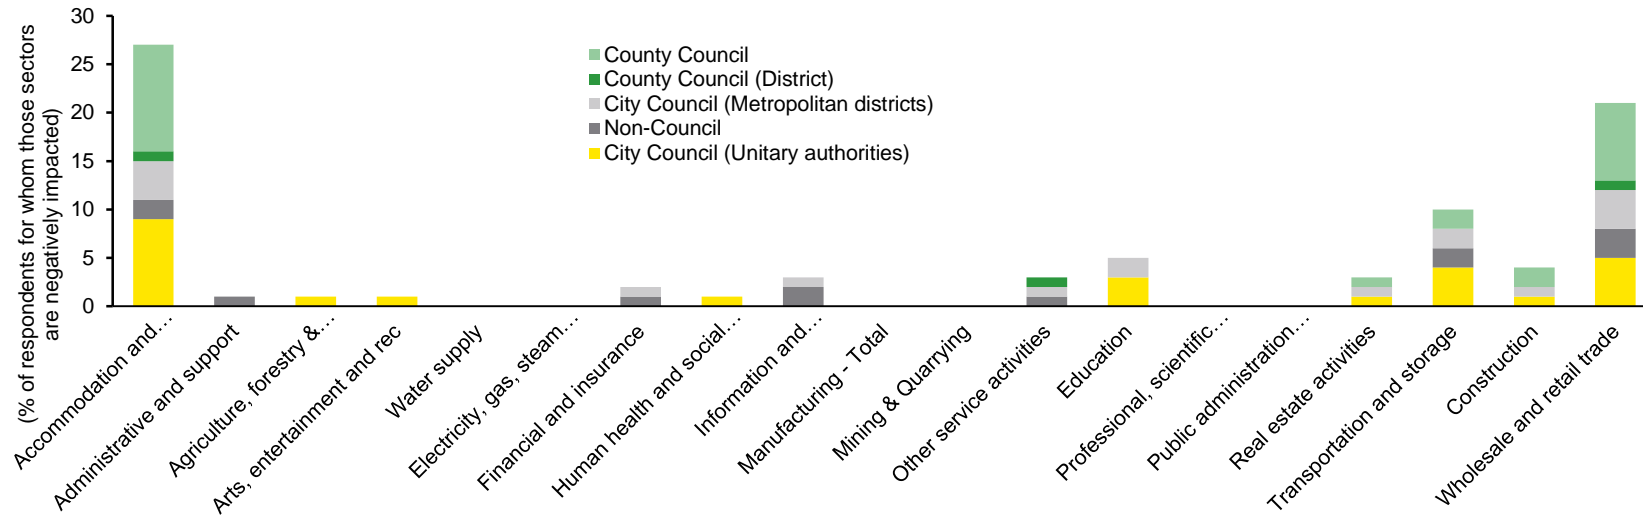 (% of respondents for whom those sectors
are negatively impacted)
30
25
20
15
10
5
0
County Council
County Council (District)
City Council (Metropolitan districts)
Non-Council
City Council (Unitary authorities)
Accommodation and…
Administrative and support
Agriculture, forestry &…
Arts, entertainment and rec
Water supply
Electricity, gas, steam…
Financial and insurance
Human health and social…
Information and…
Manufacturing - Total
Mining & Quarrying
Other service activities
Education
Professional, scientific…
Public administration…
Real estate activities
Transportation and storage
Construction
Wholesale and retail trade